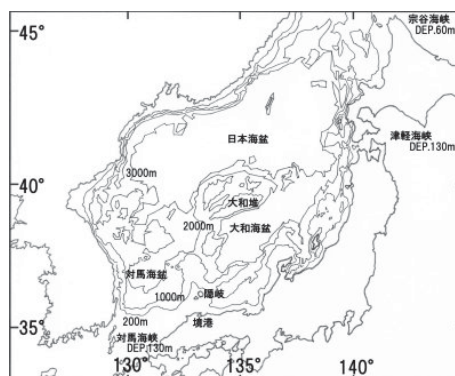 45°
宗谷海峡
DEP.60m
日本海盆
津軽海峡
DEP.130m
3000m
40°
大和堆
2000m
大和海盆
対馬海盆
1000m
隠岐
200m
境港
35°
対馬海峡
DEP.130m
130°
135°
140°